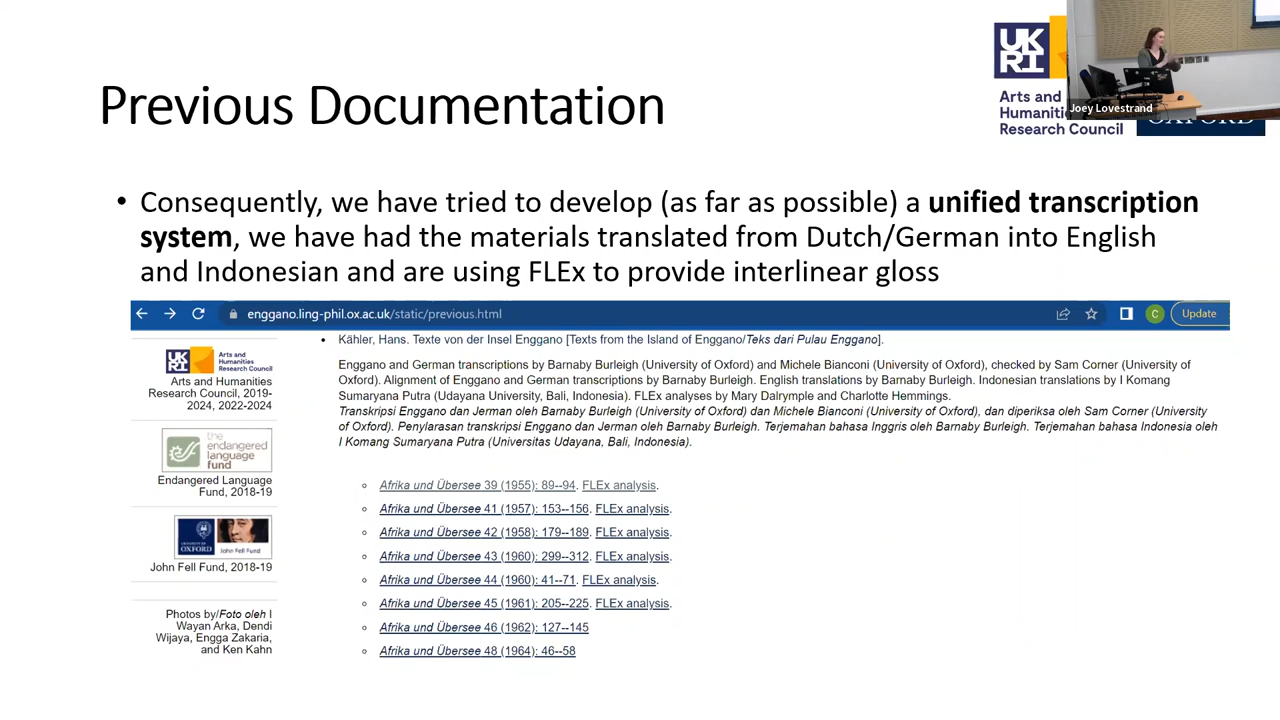 Previous Documentation
UK
RI
Arts and
Humanities
Research Council
Joey Lovestrand
OXFORD
• Consequently, we have tried to develop (as far as possible) a unified transcription
system, we have had the materials translated from Dutch/German into English
and Indonesian and are using FLEx to provide interlinear gloss
enggano.ling-phil.ox.ac.uk/static/previous.html
C
Update
UK
RI
Arts and
Humanities
Research Council
Arts and Humanities
Research Council, 2019-
2024, 2022-2024
the
endangered
language
fund
Endangered Language
Fund, 2018-19
UNIVERSITY OF
OXFORD
John Fell Fund
John Fell Fund, 2018-19
Photos by/Foto oleh I
Wayan Arka, Dendi
Wijaya, Engga Zakaria,
and Ken Kahn
• Kähler, Hans. Texte von der Insel Enggano [Texts from the Island of Enggano/Teks dari Pulau Enggano].
Enggano and German transcriptions by Barnaby Burleigh (University of Oxford) and Michele Bianconi (University of Oxford), checked by Sam Corner (University of
Oxford). Alignment of Enggano and German transcriptions by Barnaby Burleigh. English translations by Barnaby Burleigh. Indonesian translations by I Komang
Sumaryana Putra (Udayana University, Bali, Indonesia). FLEx analyses by Mary Dalrymple and Charlotte Hemmings.
Transkripsi Enggano dan Jerman oleh Barnaby Burleigh (University of Oxford) dan Michele Bianconi (University of Oxford), dan diperiksa oleh Sam Corner (University
of Oxford). Penylarasan transkripsi Enggano dan Jerman oleh Barnaby Burleigh. Terjemahan bahasa Inggris oleh Barnaby Burleigh. Terjemahan bahasa Indonesia oleh
I Komang Sumaryana Putra (Universitas Udayana, Bali, Indonesia).
Afrika und Übersee 39 (1955): 89--94. FLEx analysis.
Afrika und Übersee 41 (1957): 153--156. FLEx analysis.
Afrika und Übersee 42 (1958): 179--189. FLEx analysis.
Afrika und Übersee 43 (1960): 299--312. FLEx analysis.
Afrika und Übersee 44 (1960): 41--71. FLEx analysis.
Afrika und Übersee 45 (1961): 205--225. FLEx analysis.
Afrika und Übersee 46 (1962): 127--145
Afrika und Übersee 48 (1964): 46--58